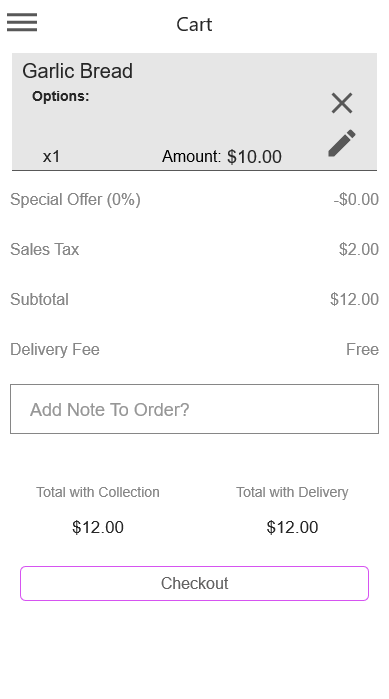 Cart
Garlic Bread
Options:
x1 Amount: $10.00
Special Offer (0%) -$0.00
Sales Tax $2.00
Subtotal $12.00
Delivery Fee Free
Add Note To Order?
Total with Collection Total with Delivery
$12.00 $12.00
Checkout